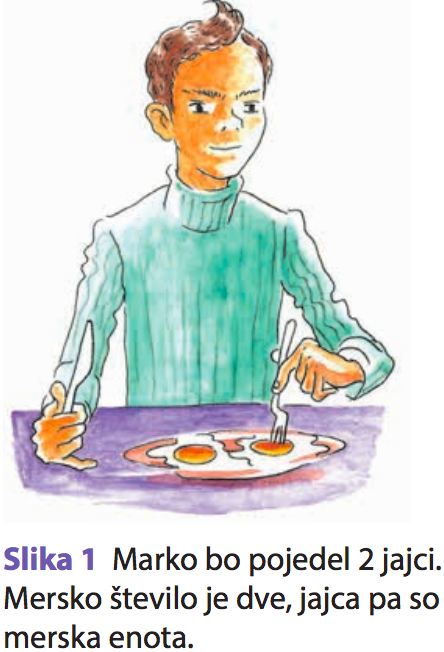 Slika 1 Marko bo pojedel 2 jajci.
Mersko število je dve, jajca pa so
merska enota.